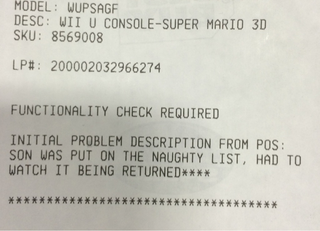 MODEL: WUPSAGF
DESC: WII U CONSOLE-SUPER MARIO 3D
SKU: 8569008
LP#: 200002032966274
FUNCTIONALITY CHECK REQUIRED
INITIAL PROBLEM DESCRIPTION FROM POS:
SON WAS PUT ON THE NAUGHTY LIST, HAD TO
WATCH IT BEING RETURNED****
***********************************